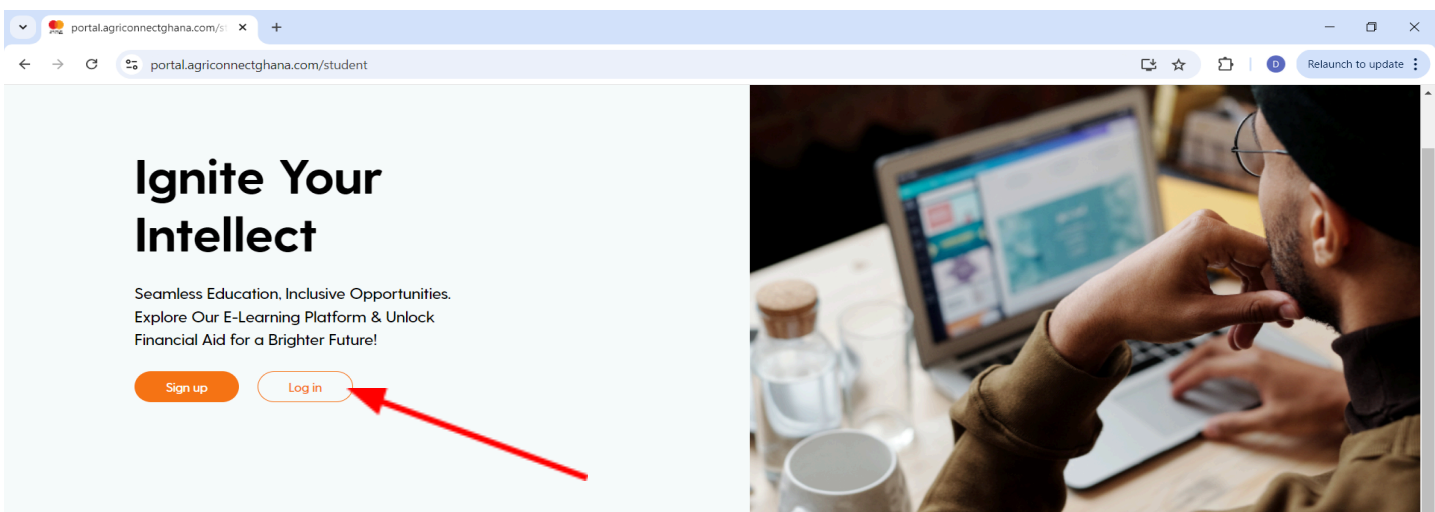 portal.agriconnectghana.com/s
portal.agriconnectghana.com/student
D
Relaunch to update
Ignite Your
Intellect
Seamless Education, Inclusive Opportunities.
Explore Our E-Learning Platform & Unlock
Financial Aid for a Brighter Future!
Sign up
Log in